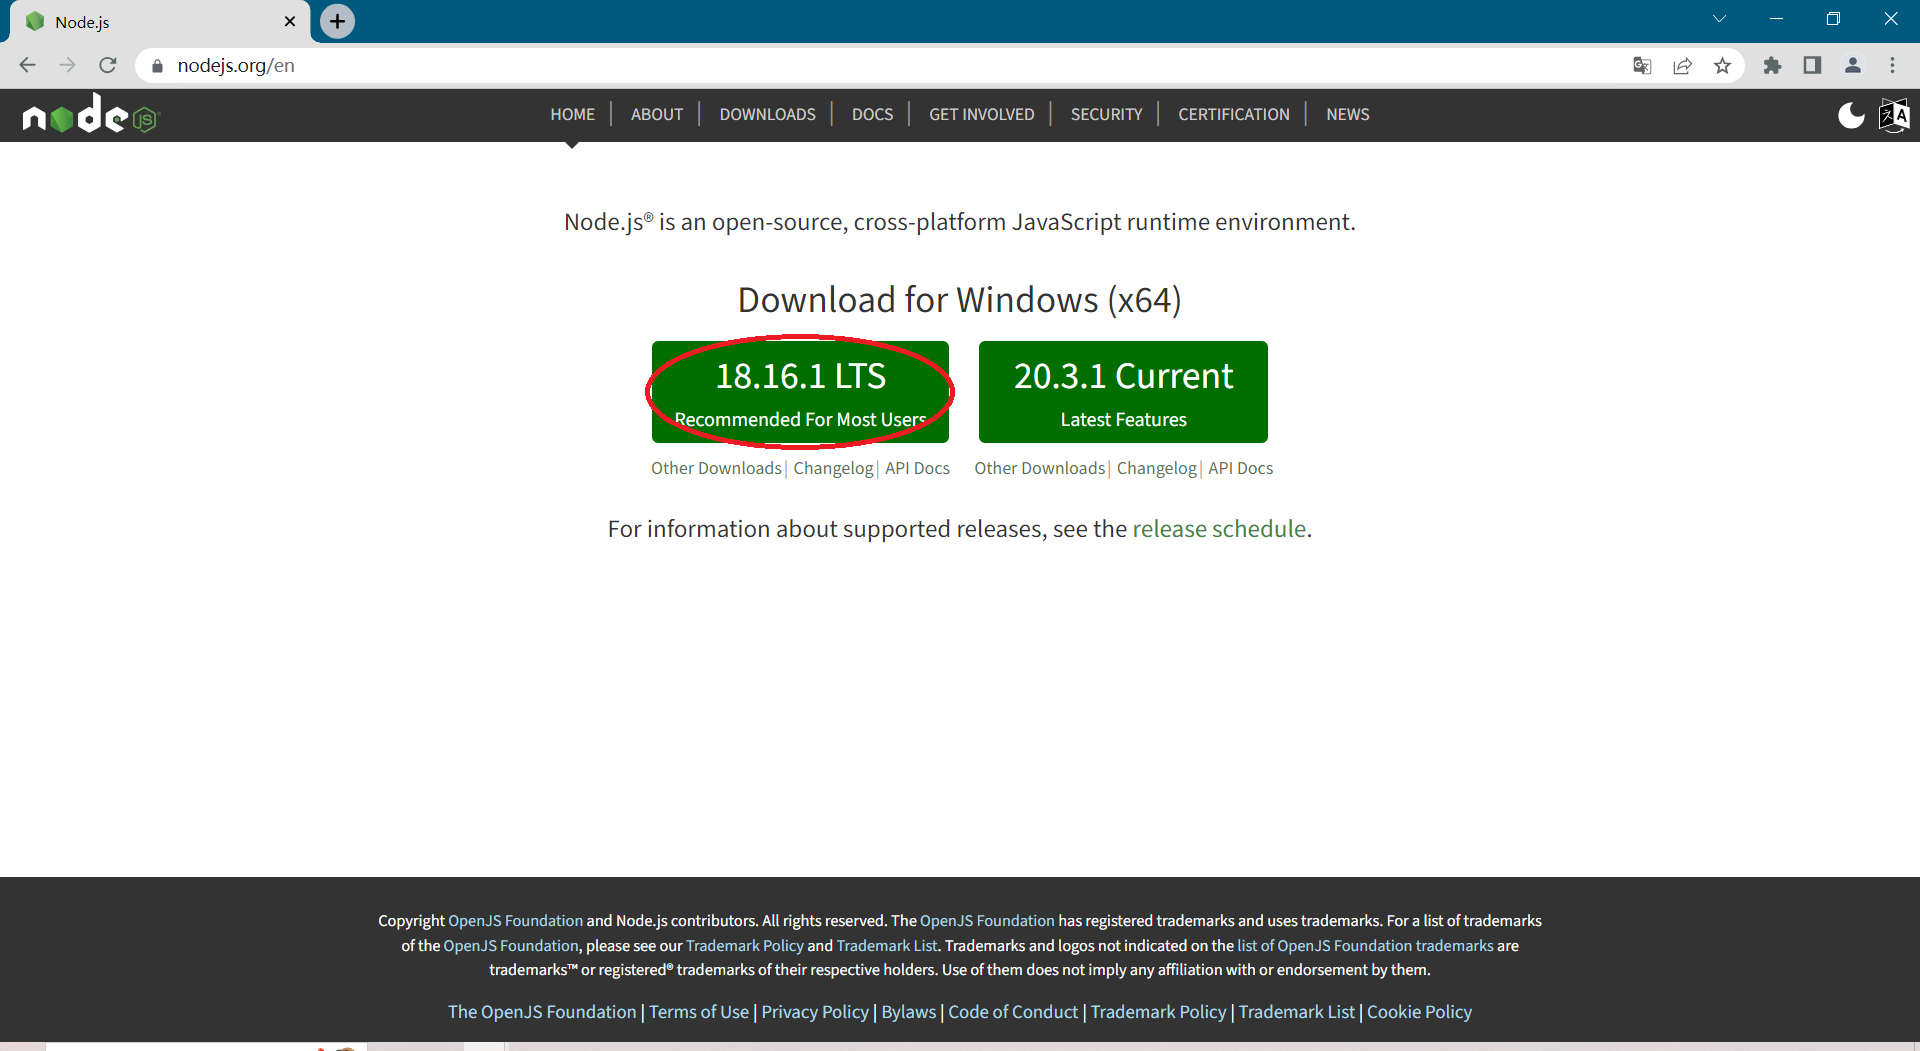 Node.js
nodejs.org/en
node JS
HOME | ABOUT | DOWNLOADS | DOCS | GET INVOLVED | SECURITY | CERTIFICATION | NEWS
Node.js® is an open-source, cross-platform JavaScript runtime environment.
Download for Windows (x64)
18.16.1 LTS
Recommended For Most Users
20.3.1 Current
Latest Features
Other Downloads | Changelog | API Docs
Other Downloads | Changelog | API Docs
For information about supported releases, see the release schedule.
Copyright OpenJS Foundation and Node.js contributors. All rights reserved. The OpenJS Foundation has registered trademarks and uses trademarks. For a list of trademarks
of the OpenJS Foundation, please see our Trademark Policy and Trademark List. Trademarks and logos not indicated on the list of OpenJS Foundation trademarks are
trademarks™ or registered® trademarks of their respective holders. Use of them does not imply any affiliation with or endorsement by them.
The OpenJS Foundation | Terms of Use | Privacy Policy | Bylaws | Code of Conduct | Trademark Policy | Trademark List | Cookie Policy